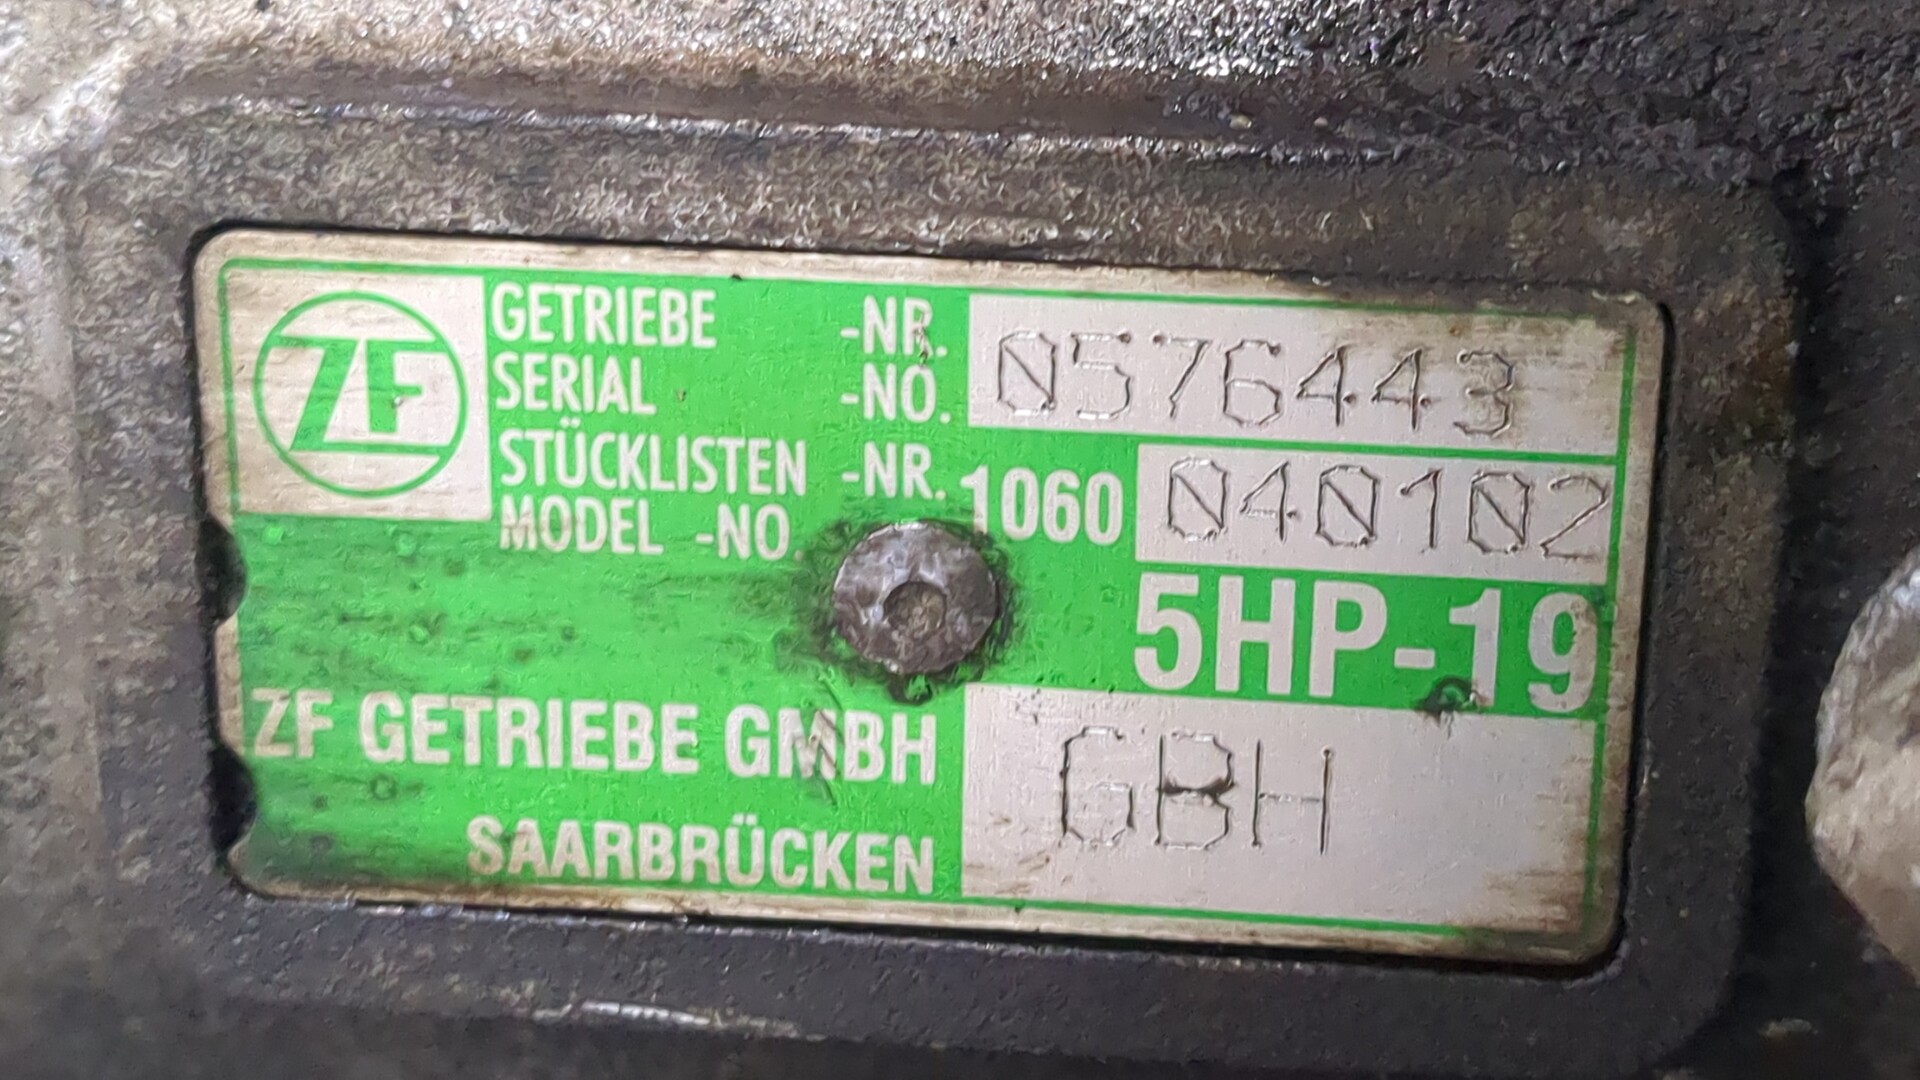 ZF
GETRIEBE -NR.
SERIAL -NO. 0576443
STÜCKLISTEN -NR.
MODEL -NO. 1060 040102
5HP-19
ZF GETRIEBE GMBH GBH
SAARBRÜCKEN